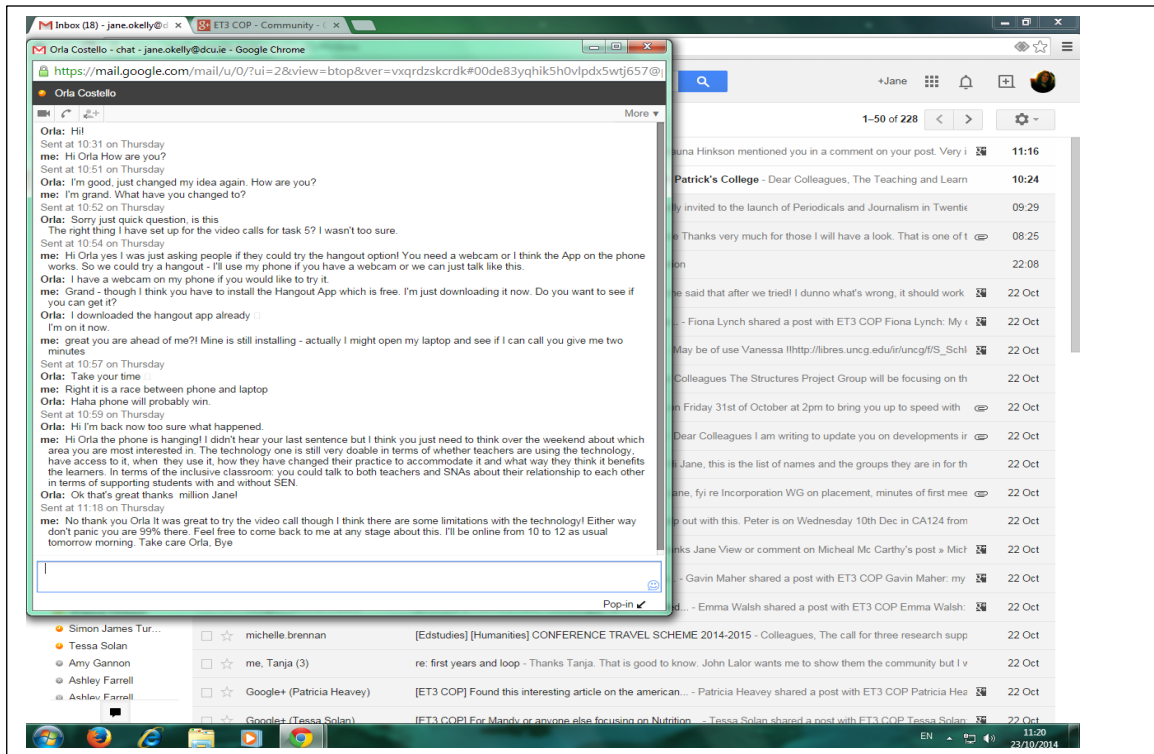 Inbox (18) - jane.okelly@d
ET3 COP - Community - G
Orla Costello - chat - jane.okelly@dcu.ie - Google Chrome
https://mail.google.com/mail/u/0/?ui=2&view=btop&ver=vxqrdzskcrdk#00de83yqhik5h0vlpdx5wtj657@
Orla Costello
More
Orla: Hi!
Sent at 10:31 on Thursday
me: Hi Orla How are you?
Sent at 10:51 on Thursday
Orla: I'm good, just changed my idea again. How are you?
me: I'm grand. What have you changed to?
Sent at 10:52 on Thursday
Orla: Sorry just quick question, is this
The right thing I have set up for the video calls for task 5? I wasn't too sure.
Sent at 10:54 on Thursday
me: Hi Orla yes I was just asking people if they could try the hangout option! You need a webcam or I think the App on the phone
works. So we could try a hangout - I'll use my phone if you have a webcam or we can just talk like this.
Orla: I have a webcam on my phone if you would like to try it.
me: Grand - though I think you have to install the Hangout App which is free. I'm just downloading it now. Do you want to see if
you can get it?
Orla: I downloaded the hangout app already
I'm on it now.
me: great you are ahead of me?! Mine is still installing - actually I might open my laptop and see if I can call you give me two
minutes
Sent at 10:57 on Thursday
Orla: Take your time
me: Right it is a race between phone and laptop
Orla: Haha phone will probably win.
Sent at 10:59 on Thursday
Orla: Hi I'm back now too sure what happened.
me: Hi Orla the phone is hanging! I didn't hear your last sentence but I think you just need to think over the weekend about which
area you are most interested in. The technology one is still very doable in terms of whether teachers are using the technology,
have access to it, when they use it, how they have changed their practice to accommodate it and what way they think it benefits
the learners. In terms of the inclusive classroom: you could talk to both teachers and SNAs about their relationship to each other
in terms of supporting students with and without SEN.
Orla: Ok that's great thanks million Jane!
Sent at 11:18 on Thursday
me: No thank you Orla It was great to try the video call though I think there are some limitations with the technology! Either way
don't panic you are 99% there. Feel free to come back to me at any stage about this. I'll be online from 10 to 12 as usual
tomorrow morning. Take care Orla, Bye
Pop-in
+Jane
1–50 of 228
auna Hinkson mentioned you in a comment on your post. Very i 11:16
Patrick's College - Dear Colleagues, The Teaching and Learn 10:24
ly invited to the launch of Periodicals and Journalism in Twentie 09:29
e Thanks very much for those I will have a look. That is one of t 08:25
ion 22:08
he said that after we tried! I dunno what's wrong, it should work 22 Oct
.. - Fiona Lynch shared a post with ET3 COP Fiona Lynch: My 22 Oct
May be of use Vanessa !!http://libres.uncg.edu/ir/uncg/f/S_Schl 22 Oct
Colleagues The Structures Project Group will be focusing on th 22 Oct
n Friday 31st of October at 2pm to bring you up to speed with 22 Oct
Dear Colleagues I am writing to update you on developments ir 22 Oct
li Jane, this is the list of names and the groups they are in for th 22 Oct
ane, fyi re Incorporation WG on placement, minutes of first mee 22 Oct
p out with this. Peter is on Wednesday 10th Dec in CA124 from 22 Oct
nks Jane View or comment on Micheal Mc Carthy's post » Mich 22 Oct
. - Gavin Maher shared a post with ET3 COP Gavin Maher: my 22 Oct
ed... - Emma Walsh shared a post with ET3 COP Emma Walsh: 22 Oct
Simon James Tur...
michelle.brennan [Edstudies] [Humanities] CONFERENCE TRAVEL SCHEME 2014-2015 - Colleagues, The call for three research supp 22 Oct
Tessa Solan
Amy Gannon
me, Tanja (3) re: first years and loop - Thanks Tanja. That is good to know. John Lalor wants me to show them the community but I v 22 Oct
Ashley Farrell
Google+ (Patricia Heavey) [ET3 COP] Found this interesting article on the american... - Patricia Heavey shared a post with ET3 COP Patricia Hea 22 Oct
Ashley Farrell
Google+ (Tessa Solan) [ET3 COP] For Mandy or anyone else focusing on Nutrition... - Tessa Solan shared a post with ET3 COP Tessa Solan: 22 Oct
EN
11:20
23/10/2014